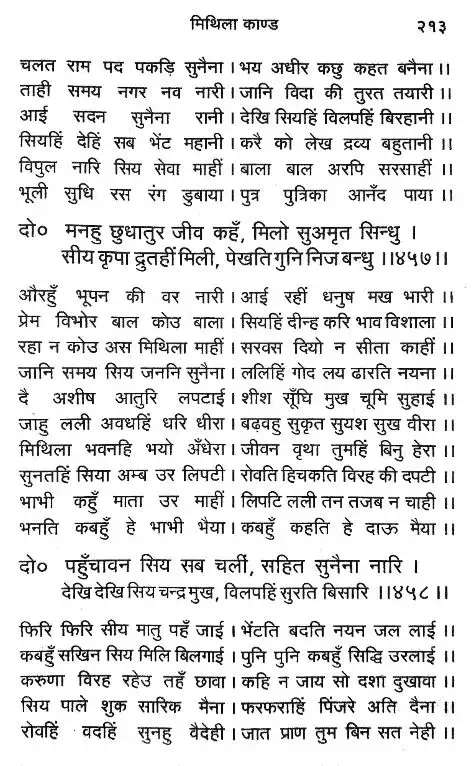 मिथिला काण्ड २१३
चलत राम पद पकड़ि सुनैना । भय अधीर कछु कहत बनैना ।।
ताही समय नगर नव नारी । जानि विदा की तुरत तयारी ।।
आई सदन सुनैना रानी । देखि सियहिं विलपहिं बिरहानी ।।
सियहिं देहिं सब भेंट महानी । करै को लेख द्रव्य बहुतानी ।।
विपुल नारि सिय सेवा माहीं । बाला बाल अरपि सरसाहीं ।।
भूली सुधि रस रंग डुबाया । पुत्र पुत्रिका आनँद पाया ।।
दो० मनहु छुधातुर जीव कहँ, मिलो सुअमृत सिन्धु ।
सीय कृपा द्रुतहीं मिली, पेखति गुनि निज बन्धु ।।४५७।।
औरहुँ भूपन की वर नारी । आई रहीं धनुष मख भारी ।।
प्रेम विभोर बाल कोउ बाला । सियहिं दीन्ह करि भाव विशाला ।।
रहा न कोउ अस मिथिला माहीं । सरवस दियो न सीता काहीं ।।
जानि समय सिय जननि सुनैना । ललिहिं गोद लय ढारति नयना ।।
दै अशीष आतुरि लपटाई । शीश सूँघि मुख चूमि सुहाई ।।
जाहु लली अवधहिं धरि धीरा । बढ़वहु सुकृत सुयश सुख वीरा ।।
मिथिला भवनहि भयो अँधेरा । जीवन वृथा तुमहिं बिनु हेरा ।।
सुनतहिं सिया अम्ब उर लिपटी । रोवति हिचकति विरह की दपटी ।।
भाभी कहुँ माता उर माहीं । लिपटि लली तन तजब न चाही ।।
भनति कबहुँ हे भाभी भैया । कबहुँ कहति हे दाऊ मैया ।।
दो० पहुँचावन सिय सब चलीं, सहित सुनैना नारि ।
देखि देखि सिय चन्द्र मुख, विलपहिं सुरति बिसारि ।।४५८।।
फिरि फिरि सीय मातु पहँ जाई । भेंटति बदति नयन जल लाई ।।
कबहुँ सखिन सिय मिलि बिलगाई । पुनि पुनि कबहुँ सिद्धि उरलाई ।।
करुणा विरह रहेउ तहँ छावा । कहि न जाय सो दशा दुखावा ।।
सिय पाले शुक सारिक मैना । फरफराहिं पिंजरे अति दैना ।।
रोवहिं वदहिं सुनहु वैदेही । जात प्राण तुम बिन सत नेही ।।